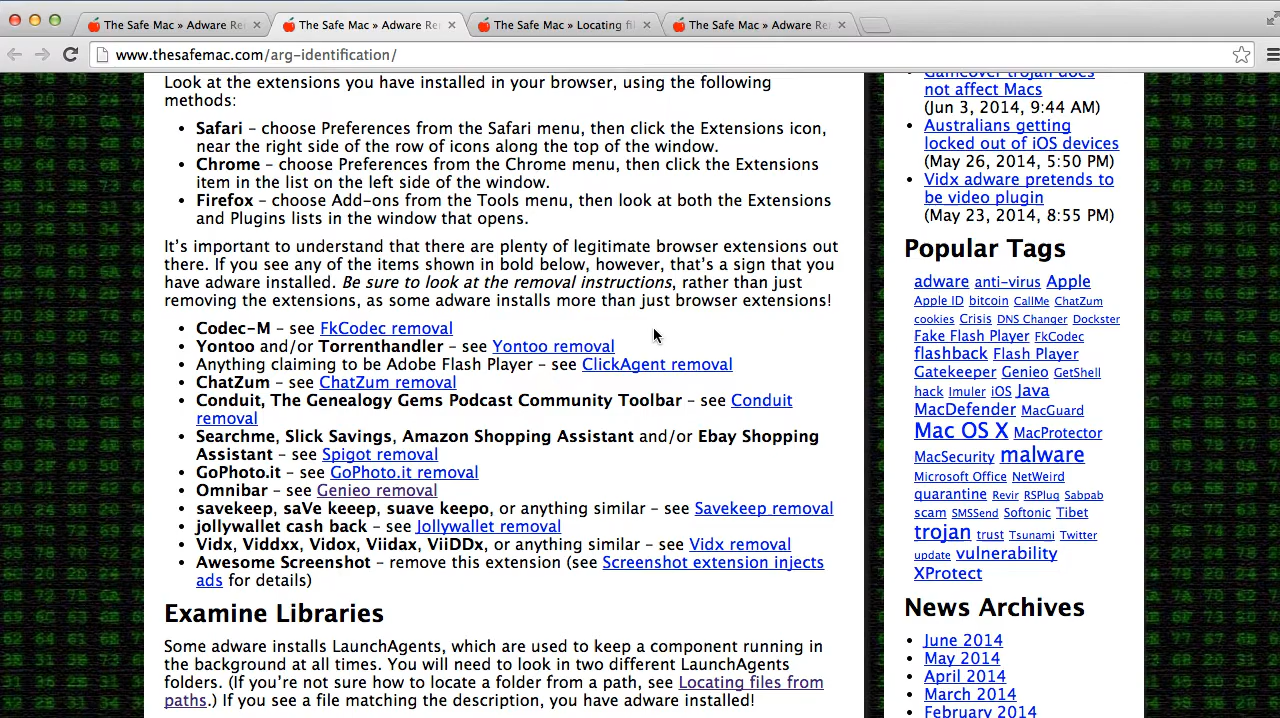 The Safe Mac » Adware Re
The Safe Mac » Adware Re
The Safe Mac » Locating fi
The Safe Mac » Adware Re
www.thesafemac.com/arg-identification/
Look at the extensions you have installed in your browser, using the following
methods:
• Safari – choose Preferences from the Safari menu, then click the Extensions icon,
near the right side of the row of icons along the top of the window.
• Chrome – choose Preferences from the Chrome menu, then click the Extensions
item in the list on the left side of the window.
• Firefox – choose Add-ons from the Tools menu, then look at both the Extensions
and Plugins lists in the window that opens.
It's important to understand that there are plenty of legitimate browser extensions out
there. If you see any of the items shown in bold below, however, that's a sign that you
have adware installed. Be sure to look at the removal instructions, rather than just
removing the extensions, as some adware installs more than just browser extensions!
• Codec-M – see FkCodec removal
• Yontoo and/or Torrenthandler – see Yontoo removal
• Anything claiming to be Adobe Flash Player – see ClickAgent removal
• ChatZum – see ChatZum removal
• Conduit, The Genealogy Gems Podcast Community Toolbar – see Conduit
removal
• Searchme, Slick Savings, Amazon Shopping Assistant and/or Ebay Shopping
Assistant – see Spigot removal
• GoPhoto.it – see GoPhoto.it removal
• Omnibar – see Genieo removal
• savekeep, saVe keeep, suave keepo, or anything similar – see Savekeep removal
• jollywallet cash back – see Jollywallet removal
• Vidx, Viddxx, Vidox, Viidax, ViiDDx, or anything similar – see Vidx removal
• Awesome Screenshot – remove this extension (see Screenshot extension injects
ads for details)
Examine Libraries
Some adware installs LaunchAgents, which are used to keep a component running in
the background at all times. You will need to look in two different LaunchAgents
folders. (If you're not sure how to locate a folder from a path, see Locating files from
paths.) If you see a file matching the description, you have adware installed!
Gameover trojan does
not affect Macs
(Jun 3, 2014, 9:44 AM)
• Australians getting
locked out of iOS devices
(May 26, 2014, 5:50 PM)
• Vidx adware pretends to
be video plugin
(May 23, 2014, 8:55 PM)
Popular Tags
adware anti-virus Apple
Apple ID bitcoin CallMe ChatZum
cookies Crisis DNS Changer Dockster
Fake Flash Player FkCodec
flashback Flash Player
Gatekeeper Genieo GetShell
hack Imuler iOS Java
MacDefender MacGuard
Mac OS X MacProtector
MacSecurity malware
Microsoft Office NetWeird
quarantine Revir RSPlug Sabpab
scam SMSSend Softonic Tibet
trojan trust Tsunami Twitter
update vulnerability
XProtect
News Archives
• June 2014
• May 2014
• April 2014
• March 2014
• February 2014